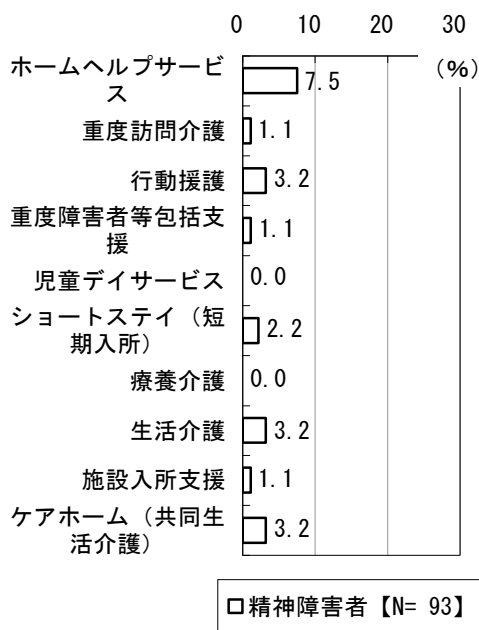 0 10 20 30
(%)
ホームヘルプサービ
ス
7.5
重度訪問介護
1.1
行動援護
3.2
重度障害者等包括支
援
1.1
児童デイサービス
0.0
ショートステイ（短
期入所）
2.2
療養介護
0.0
生活介護
3.2
施設入所支援
1.1
ケアホーム（共同生
活介護）
3.2
精神障害者【N= 93】